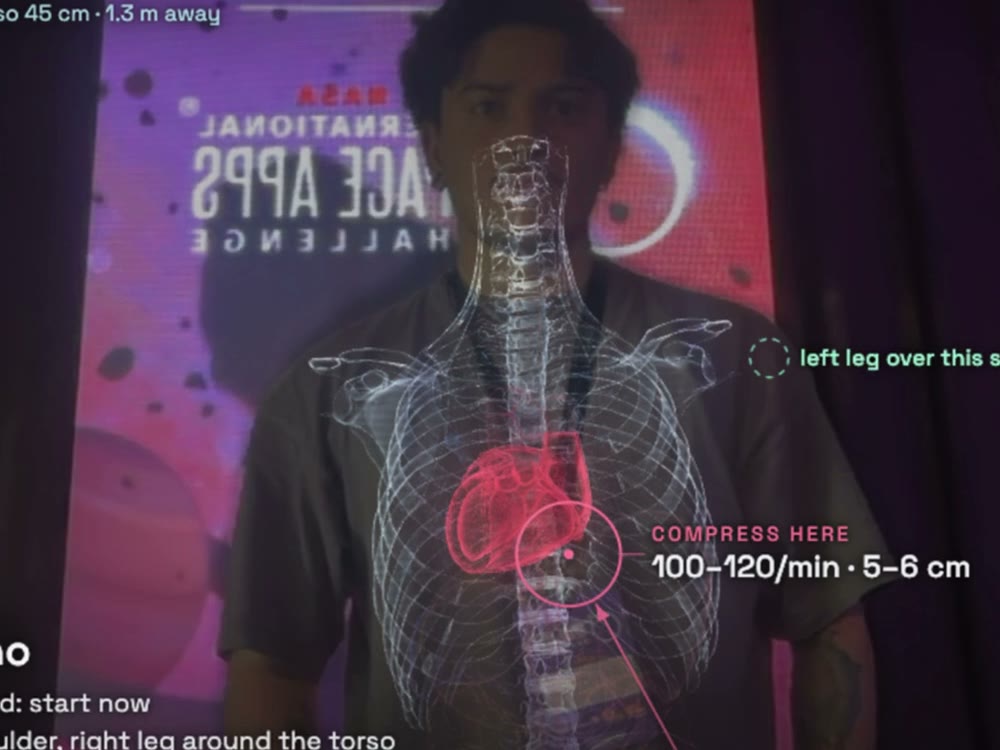 so 45 cm · 1.3 m away
NASA
ERNATIONAL
ACE APPS
HALLENGE
left leg over this s
COMPRESS HERE
100–120/min · 5–6 cm
no
d: start now
ulder, right leg around the torso